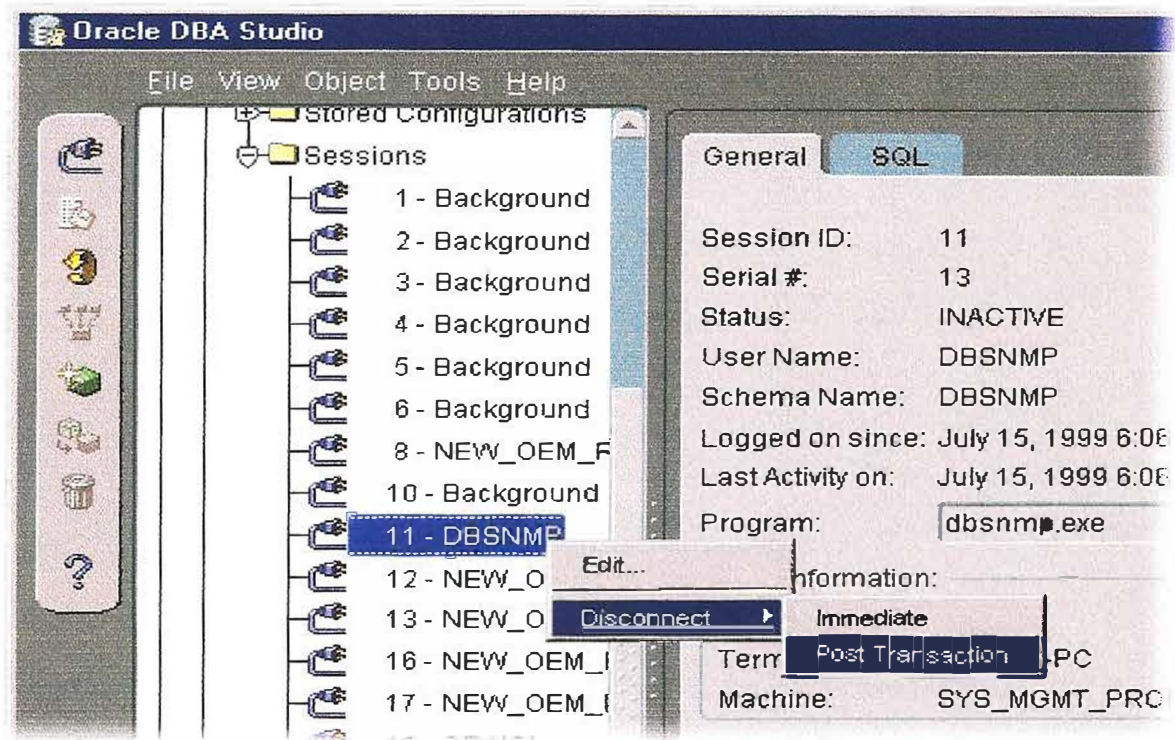 Oracle DBA Studio
File View Object Tools Help
Stored Configurations
Sessions
1 - Background
2 - Background
3 - Background
4 - Background
5 - Background
6 - Background
8 - NEW_OEM_
10 - Background
11 - DBSNMP
12 - NEW_O
13 - NEW_O
16 - NEW_OEM_
17 - NEW_OEM_
Edit...
Disconnect
Immediate
Post Transaction
General SQL
Session ID: 11
Serial #: 13
Status: INACTIVE
User Name: DBSNMP
Schema Name: DBSNMP
Logged on since: July 15, 1999 6:0
Last Activity on: July 15, 1999 6:0
Program: dbsnmp.exe
nformation:
Term -PC
Machine: SYS_MGMT_PRO